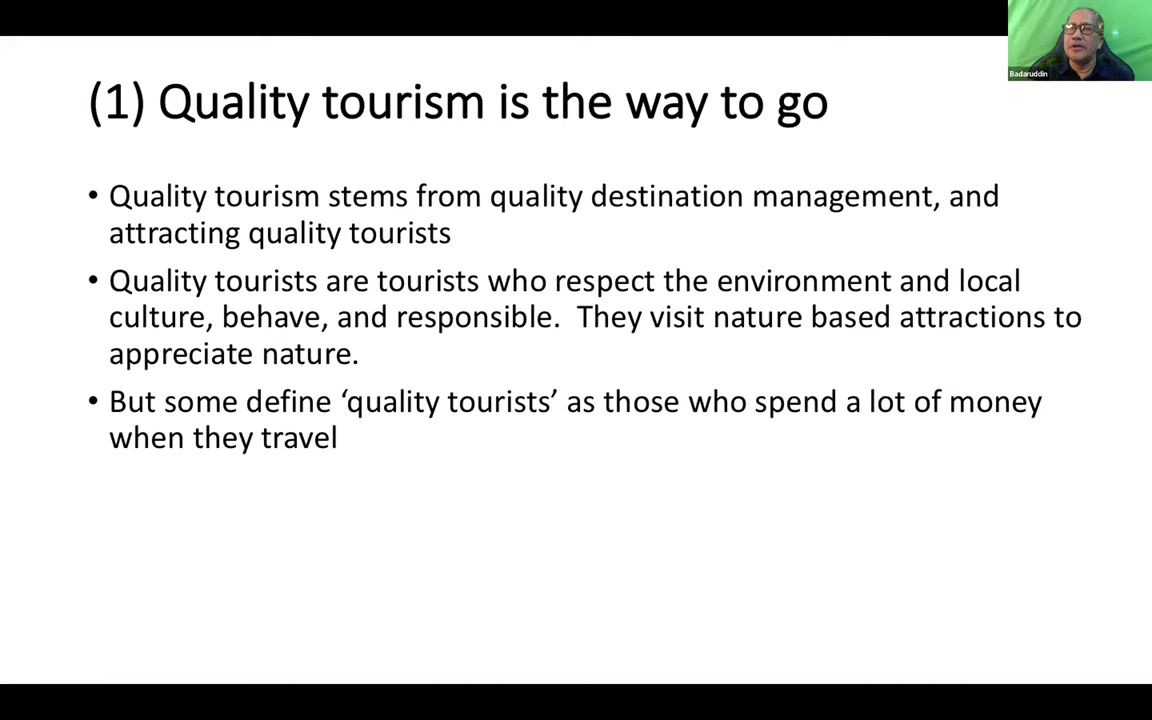 Badaruddin
(1) Quality tourism is the way to go
• Quality tourism stems from quality destination management, and
attracting quality tourists
• Quality tourists are tourists who respect the environment and local
culture, behave, and responsible.  They visit nature based attractions to
appreciate nature.
• But some define ‘quality tourists’ as those who spend a lot of money
when they travel